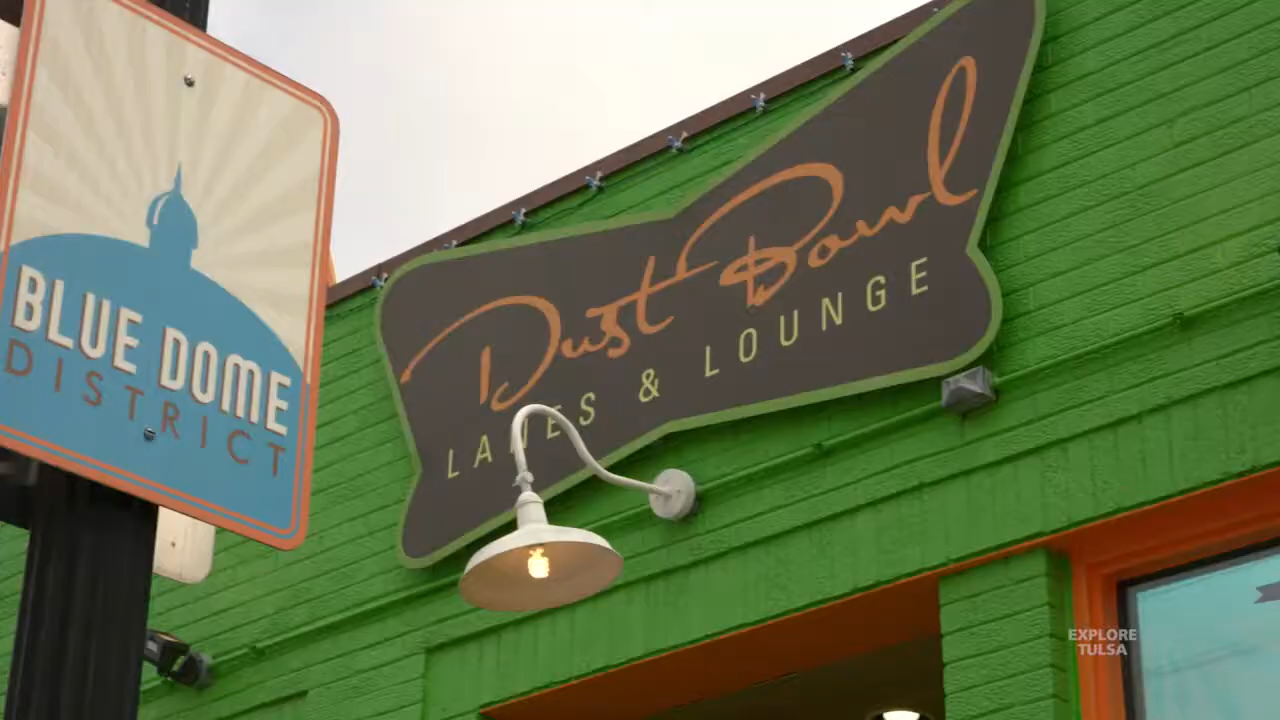 BLUE DOME
DISTRICT
Dust Bowl
LANES & LOUNGE
EXPLORE
TULSA